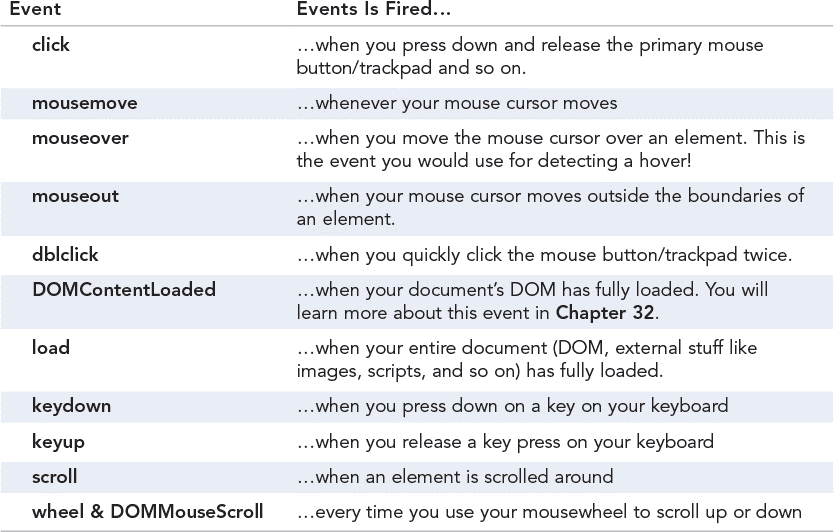 Event Events Is Fired…
click …when you press down and release the primary mouse
button/trackpad and so on.
mousemove …whenever your mouse cursor moves
mouseover …when you move the mouse cursor over an element. This is
the event you would use for detecting a hover!
mouseout …when your mouse cursor moves outside the boundaries of
an element.
dblclick …when you quickly click the mouse button/trackpad twice.
DOMContentLoaded …when your document’s DOM has fully loaded. You will
learn more about this event in Chapter 32.
load …when your entire document (DOM, external stuff like
images, scripts, and so on) has fully loaded.
keydown …when you press down on a key on your keyboard
keyup …when you release a key press on your keyboard
scroll …when an element is scrolled around
wheel & DOMMouseScroll …every time you use your mousewheel to scroll up or down